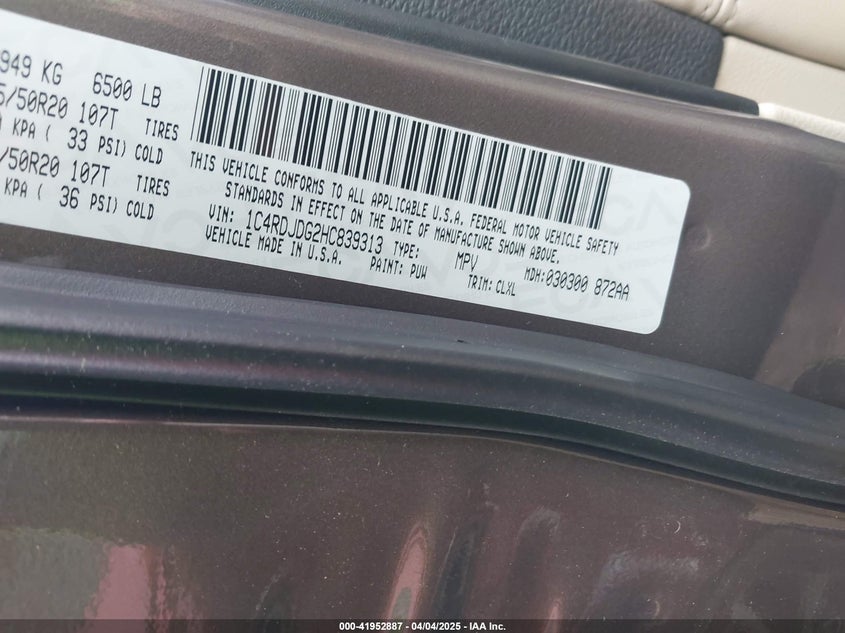 949 KG 6500 LB
5/50R20 107T TIRES
KPA ( 33 PSI) COLD
/50R20 107T TIRES
KPA ( 36 PSI) COLD
THIS VEHICLE CONFORMS TO ALL APPLICABLE U.S.A. FEDERAL MOTOR VEHICLE SAFETY
STANDARDS IN EFFECT ON THE DATE OF MANUFACTURE SHOWN ABOVE.
VIN: 1C4RDJDG2HC839313 TYPE: MPV MDH:030300 872AA
VEHICLE MADE IN U.S.A. PAINT: PUW TRIM: CLXL
000-41952887 - 04/04/2025 - IAA Inc.